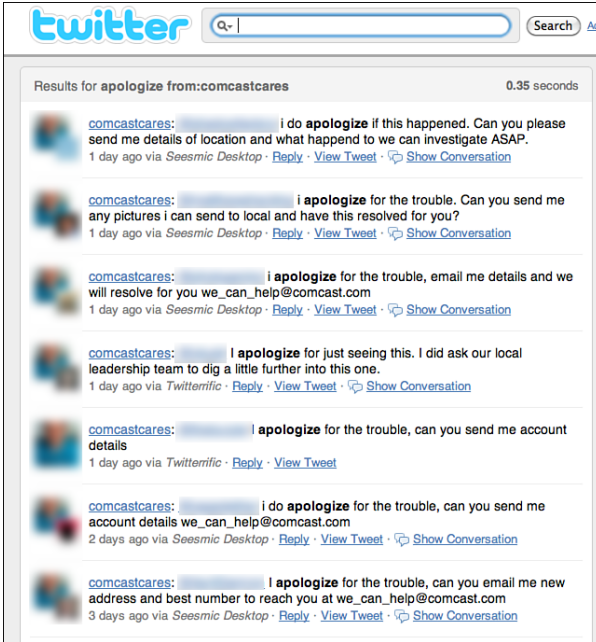 twitter
Search
Results for apologize from:comcastcares
0.35 seconds
comcastcares: i do apologize if this happened. Can you please
send me details of location and what happend to we can investigate ASAP.
1 day ago via Seesmic Desktop · Reply · View Tweet · Show Conversation
comcastcares: i apologize for the trouble. Can you send me
any pictures i can send to local and have this resolved for you?
1 day ago via Seesmic Desktop · Reply · View Tweet · Show Conversation
comcastcares: i apologize for the trouble, email me details and we
will resolve for you we_can_help@comcast.com
1 day ago via Seesmic Desktop · Reply · View Tweet · Show Conversation
comcastcares: I apologize for just seeing this. I did ask our local
leadership team to dig a little further into this one.
1 day ago via Twitterrific · Reply · View Tweet · Show Conversation
comcastcares: I apologize for the trouble, can you send me account
details
1 day ago via Twitterrific · Reply · View Tweet
comcastcares: i do apologize for the trouble, can you send me
account details we_can_help@comcast.com
2 days ago via Seesmic Desktop · Reply · View Tweet · Show Conversation
comcastcares: I apologize for the trouble, can you email me new
address and best number to reach you at we_can_help@comcast.com
3 days ago via Seesmic Desktop · Reply · View Tweet · Show Conversation